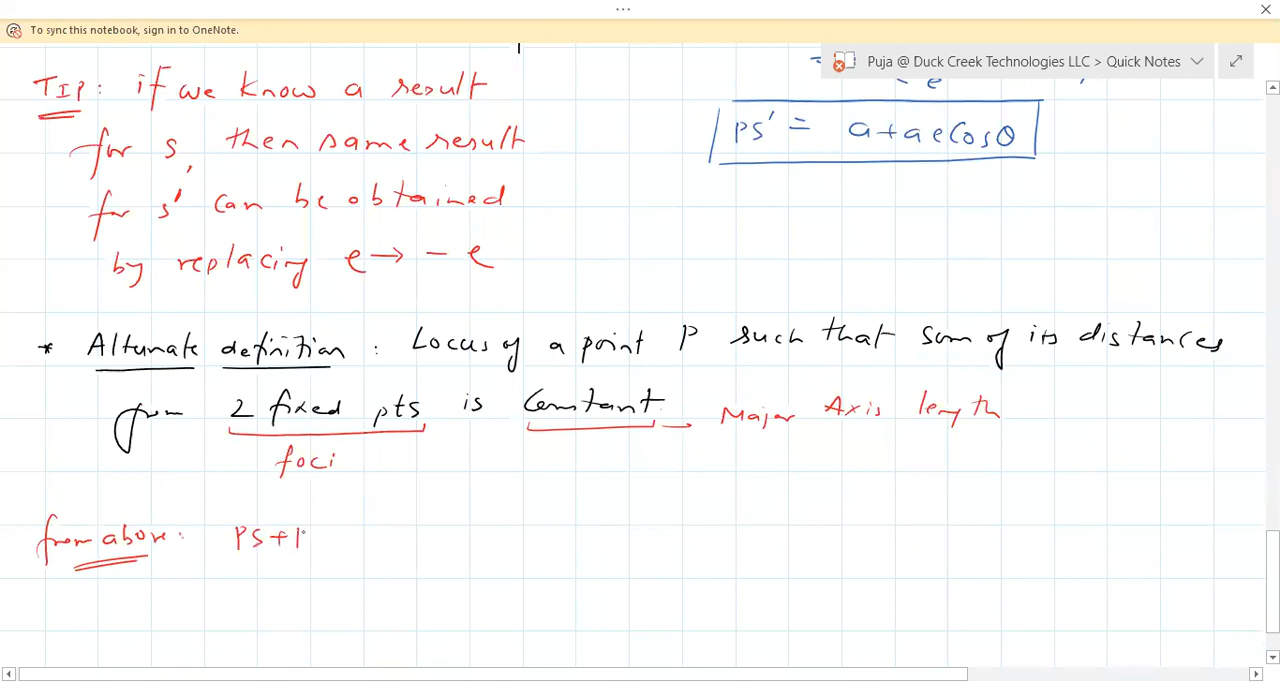 To sync this notebook, sign in to OneNote.
Puja @ Duck Creek Technologies LLC > Quick Notes
TIP: if we know a result
for S, then same result
for S' can be obtained
by replacing e → - e
e
PS' = a + a e Cosθ
* Alternate definition : Locus of a point P such that sum of its distances
from 2 fixed pts is Constant. → Major Axis length
foci
from above: PS + P